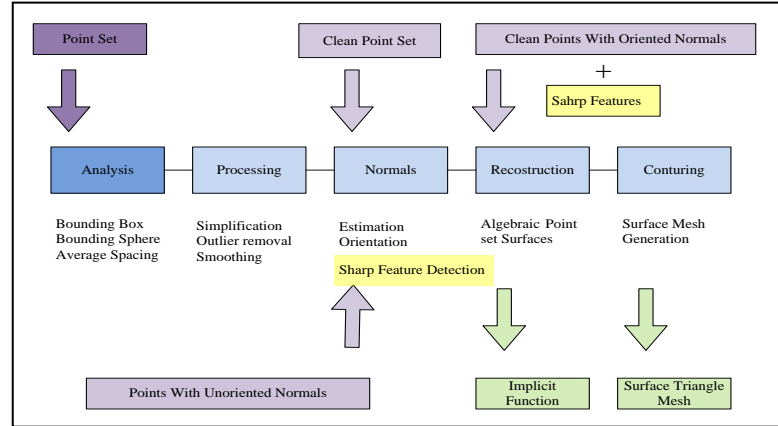 Point Set
Clean Point Set
Clean Points With Oriented Normals
+
Sahrp Features
Analysis
Processing
Normals
Recostruction
Conturing
Bounding Box
Bounding Sphere
Average Spacing
Simplification
Outlier removal
Smoothing
Estimation
Orientation
Sharp Feature Detection
Algebraic Point
set Surfaces
Surface Mesh
Generation
Points With Unoriented Normals
Implicit
Function
Surface Triangle
Mesh